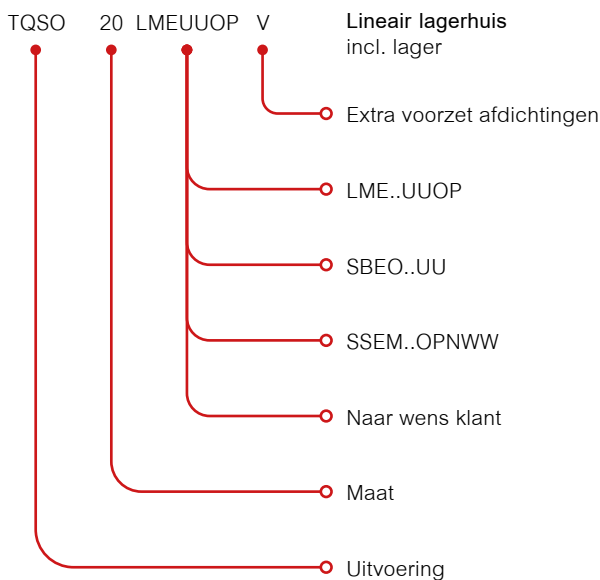 TQSO 20 LMEUUOP V Lineair lagerhuis
incl. lager
Extra voorzet afdichtingen
LME..UUOP
SBEO..UU
SSEM..OPNWW
Naar wens klant
Maat
Uitvoering